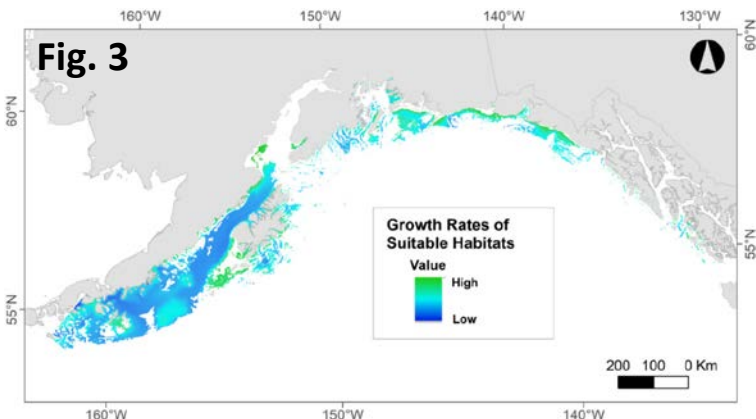 160°W 150°W 140°W 130°W
Fig. 3
60°N
60°N
Growth Rates of
Suitable Habitats
Value
High
Low
55°N
55°N
200 100 0 Km
160°W 150°W 140°W